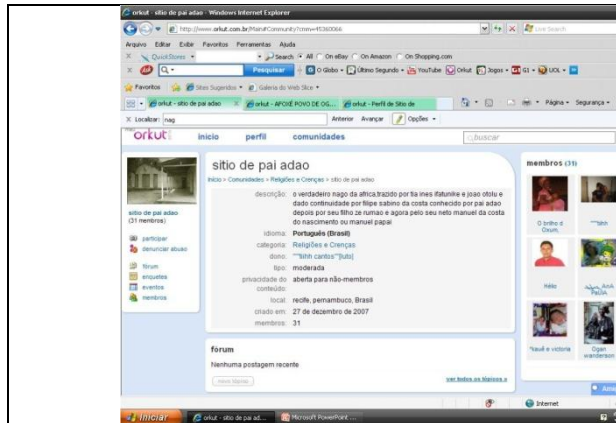 orkut - sitio de pai adao - Windows Internet Explorer
http://www.orkut.com.br/Main#Community?cmm=45360066
Live Search
Arquivo Editar Exibir Favoritos Ferramentas Ajuda
QuickStores Search All On eBay On Amazon On Shopping.com
Pesquisar O Globo Último Segundo YouTube Orkut Jogos G1 UOL
Favoritos Sites Sugeridos Galeria do Web Slice
orkut - sitio de pai adao orkut - AFOXÉ POVO DE OG... orkut - Perfil de Sitio de
Página Segurança
Localizar: nag Anterior Avançar Opções
orkut inicio perfil comunidades buscar
sitio de pai adao
Início > Comunidades > Religiões e Crenças > sitio de pai adao
sitio de pai adao
(31 membros)
participar
denunciar abuso
fórum
enquetes
eventos
membros
descrição: o verdadeiro nago da africa,trazido por tia ines ifatunike e joao otolu e
dado continuidade por filipe sabino da costa conhecido por pai adao
depois por seu filho ze rumao e agora pelo seu neto manuel da costa
do nascimento ou manuel papai
idioma: Português (Brasil)
categoria: Religiões e Crenças
dono:
tipo: moderada
privacidade do conteúdo: aberta para não-membros
local: recife, pernambuco, Brasil
criado em: 27 de dezembro de 2007
membros: 31
fórum
Nenhuma postagem recente
novo tópico
ver todos os tópicos »
membros (31)
O brilho d
Oxum
Hélio
Kauê e victoria
Ogan
wanderson
Internet
Iniciar orkut - sitio de pai ad... Microsoft PowerPoint ...